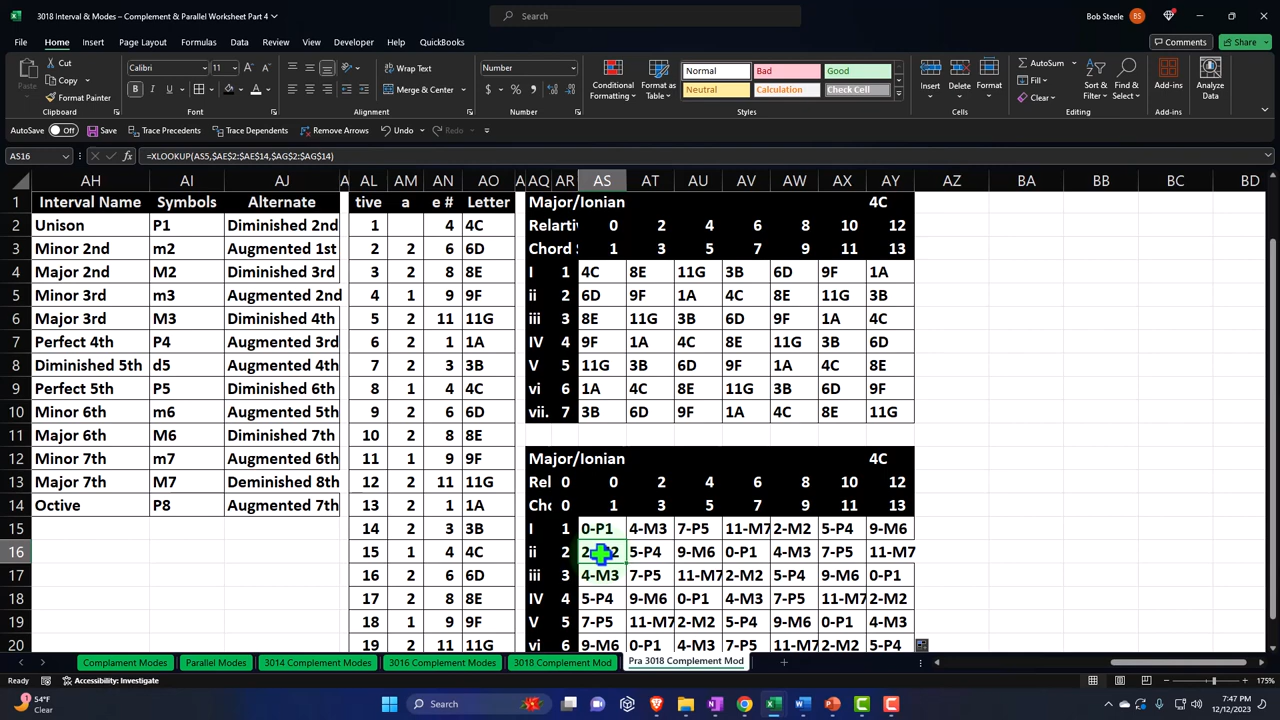 3018 Interval & Modes – Complement & Parallel Worksheet Part 4
Search
Bob Steele BS
File Home Insert Page Layout Formulas Data Review View Developer Help QuickBooks Comments Share
Cut Copy Format Painter Clipboard
Calibri 11 Font
Wrap Text Merge & Center Alignment
Number Number
Conditional Formatting Format as Table
Normal Bad Good Neutral Calculation Check Cell Styles
Insert Delete Format Cells
AutoSum Fill Clear Sort & Filter Find & Select Editing
Add-ins Add-ins Analyze Data
AutoSave Off Save Trace Precedents Trace Dependents Remove Arrows Undo Redo
AS16 =XLOOKUP(AS5,$AE$2:$AE$14,$AG$2:$AG$14)
AH AI AJ A AL AM AN AO A AQ AR AS AT AU AV AW AX AY AZ BA BB BC BD
1 Interval Name Symbols Alternate tive a e # Letter Major/Ionian 4C
2 Unison P1 Diminished 2nd 1 4 4C Relartiv 0 2 4 6 8 10 12
3 Minor 2nd m2 Augmented 1st 2 2 6 6D Chord S 1 3 5 7 9 11 13
4 Major 2nd M2 Diminished 3rd 3 2 8 8E I 1 4C 8E 11G 3B 6D 9F 1A
5 Minor 3rd m3 Augmented 2nd 4 1 9 9F ii 2 6D 9F 1A 4C 8E 11G 3B
6 Major 3rd M3 Diminished 4th 5 2 11 11G iii 3 8E 11G 3B 6D 9F 1A 4C
7 Perfect 4th P4 Augmented 3rd 6 2 1 1A IV 4 9F 1A 4C 8E 11G 3B 6D
8 Diminished 5th d5 Augmented 4th 7 2 3 3B V 5 11G 3B 6D 9F 1A 4C 8E
9 Perfect 5th P5 Diminished 6th 8 1 4 4C vi 6 1A 4C 8E 11G 3B 6D 9F
10 Minor 6th m6 Augmented 5th 9 2 6 6D vii. 7 3B 6D 9F 1A 4C 8E 11G
11 Major 6th M6 Diminished 7th 10 2 8 8E
12 Minor 7th m7 Augmented 6th 11 1 9 9F Major/Ionian 4C
13 Major 7th M7 Deminished 8th 12 2 11 11G Rel 0 0 2 4 6 8 10 12
14 Octive P8 Augmented 7th 13 2 1 1A Cho 0 1 3 5 7 9 11 13
15 14 2 3 3B I 1 0-P1 4-M3 7-P5 11-M7 2-M2 5-P4 9-M6
16 15 1 4 4C ii 2 2 2 5-P4 9-M6 0-P1 4-M3 7-P5 11-M7
17 16 2 6 6D iii 3 4-M3 7-P5 11-M7 2-M2 5-P4 9-M6 0-P1
18 17 2 8 8E IV 4 5-P4 9-M6 0-P1 4-M3 7-P5 11-M7 2-M2
19 18 1 9 9F V 5 7-P5 11-M7 2-M2 5-P4 9-M6 0-P1 4-M3
20 19 2 11 11G vi 6 9-M6 0-P1 4-M3 7-P5 11-M7 2-M2 5-P4
Complament Modes Parallel Modes 3014 Complement Modes 3016 Complement Modes 3018 Complement Mod Pra 3018 Complement Mod
Ready Accessibility: Investigate 175%
54°F
Clear
Search
7:47 PM
12/12/2023